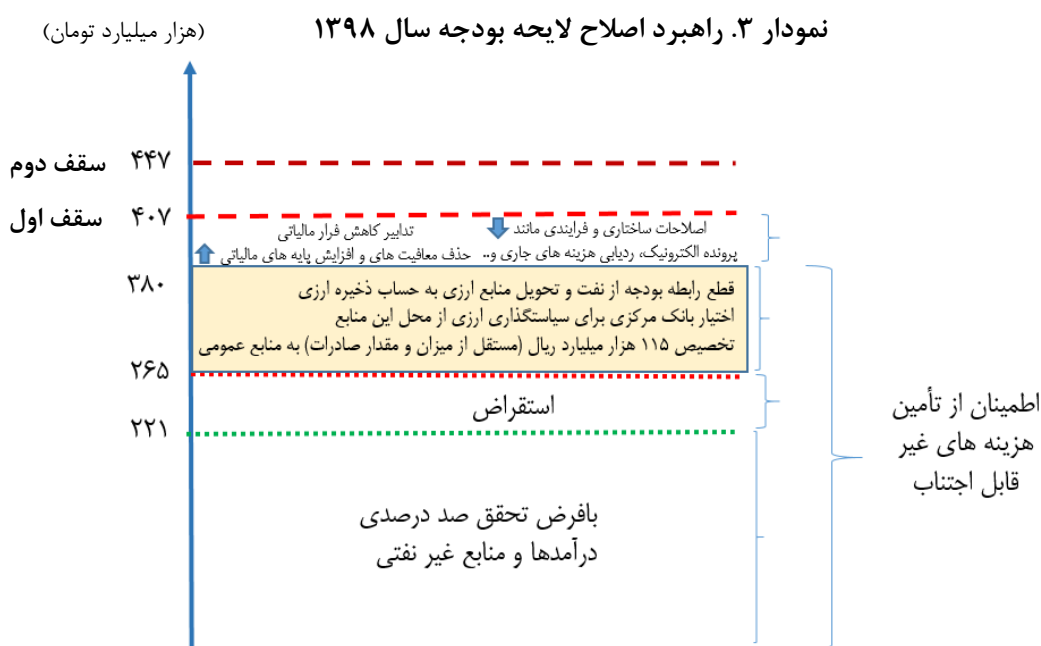 نمودار ۳. راهبرد اصلاح لایحه بودجه سال ۱۳۹۸
(هزار میلیارد تومان)
سقف دوم ۴۴۷
سقف اول ۴۰۷
اصلاحات ساختاری و فرایندی مانند
پرونده الکترونیک، ردیابی هزینه های جاری و..
تدابیر کاهش فرار مالیاتی
حذف معافیت های و افزایش پایه های مالیاتی
۳۸۰
قطع رابطه بودجه از نفت و تحویل منابع ارزی به حساب ذخیره ارزی
اختیار بانک مرکزی برای سیاستگذاری ارزی از محل این منابع
تخصیص ۱۱۵ هزار میلیارد ریال (مستقل از میزان و مقدار صادرات) به منابع عمومی
۲۶۵
استقراض
۲۲۱
بافرض تحقق صد درصدی
درآمدها و منابع غیر نفتی
اطمینان از تأمین
هزینه های غیر
قابل اجتناب